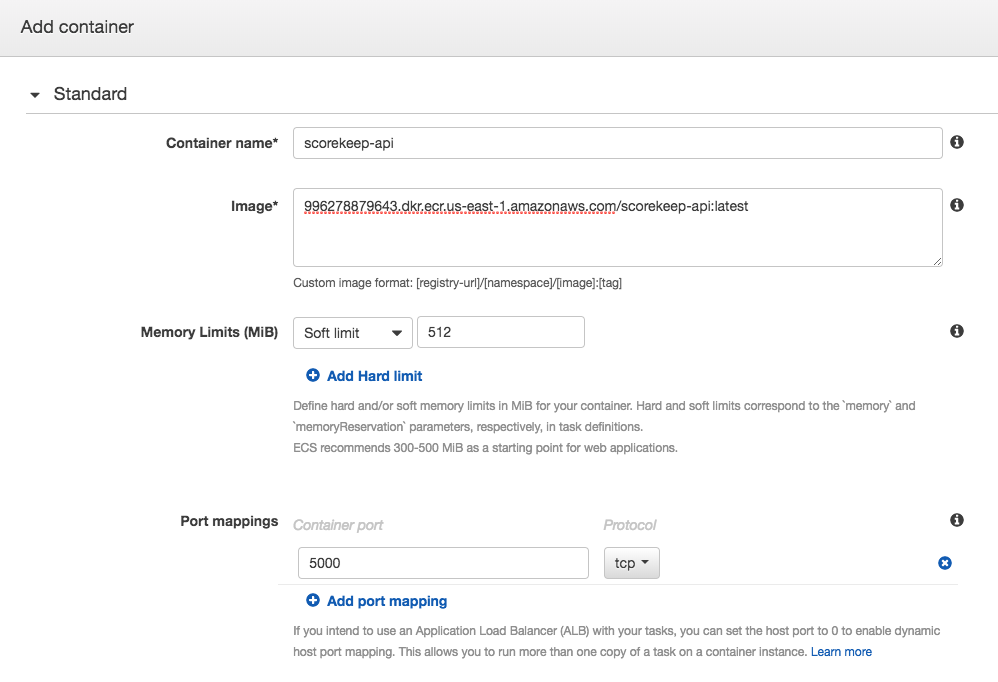 Add container
Standard
Container name* scorekeep-api
Image* 996278879643.dkr.ecr.us-east-1.amazonaws.com/scorekeep-api:latest
Custom image format: [registry-url]/[namespace]/[image]:[tag]
Memory Limits (MiB) Soft limit 512
Add Hard limit
Define hard and/or soft memory limits in MiB for your container. Hard and soft limits correspond to the `memory` and
`memoryReservation` parameters, respectively, in task definitions.
ECS recommends 300-500 MiB as a starting point for web applications.
Port mappings Container port Protocol
5000 tcp
Add port mapping
If you intend to use an Application Load Balancer (ALB) with your tasks, you can set the host port to 0 to enable dynamic
host port mapping. This allows you to run more than one copy of a task on a container instance. Learn more